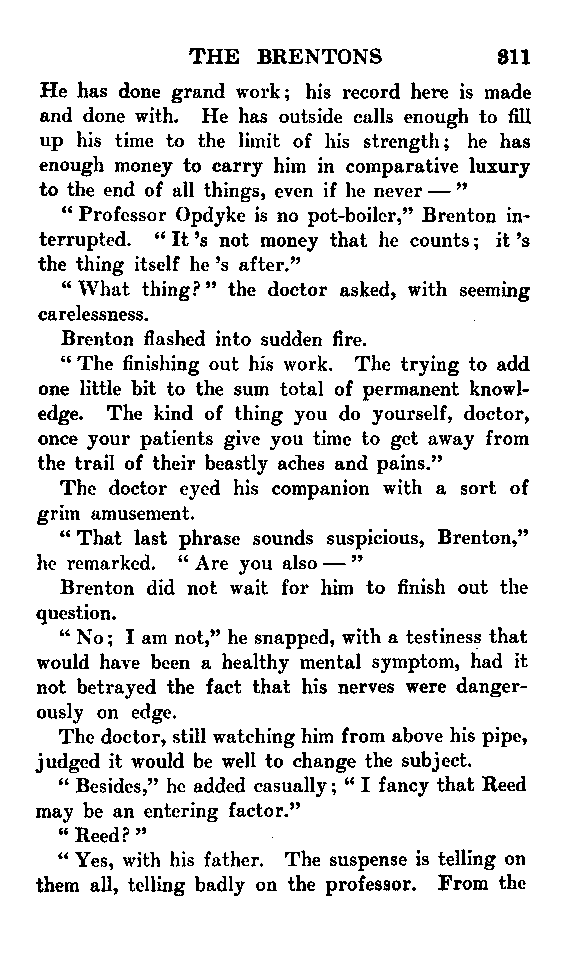 THE BRENTONS 311
He has done grand work; his record here is made
and done with. He has outside calls enough to fill
up his time to the limit of his strength; he has
enough money to carry him in comparative luxury
to the end of all things, even if he never — "
" Professor Opdyke is no pot-boiler," Brenton in-
terrupted. " It 's not money that he counts; it 's
the thing itself he 's after."
" What thing? " the doctor asked, with seeming
carelessness.
Brenton flashed into sudden fire.
" The finishing out his work. The trying to add
one little bit to the sum total of permanent knowl-
edge. The kind of thing you do yourself, doctor,
once your patients give you time to get away from
the trail of their beastly aches and pains."
The doctor eyed his companion with a sort of
grim amusement.
" That last phrase sounds suspicious, Brenton,"
he remarked. " Are you also — "
Brenton did not wait for him to finish out the
question.
" No; I am not," he snapped, with a testiness that
would have been a healthy mental symptom, had it
not betrayed the fact that his nerves were danger-
ously on edge.
The doctor, still watching him from above his pipe,
judged it would be well to change the subject.
" Besides," he added casually; " I fancy that Reed
may be an entering factor."
" Reed? "
" Yes, with his father. The suspense is telling on
them all, telling badly on the professor. From the